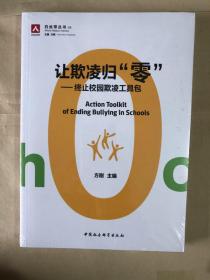 让欺凌归“零”
——终止校园欺凌工具包
Action Toolkit
of Ending Bullying in Schools
h
方刚 主编
中国社会科学出版社